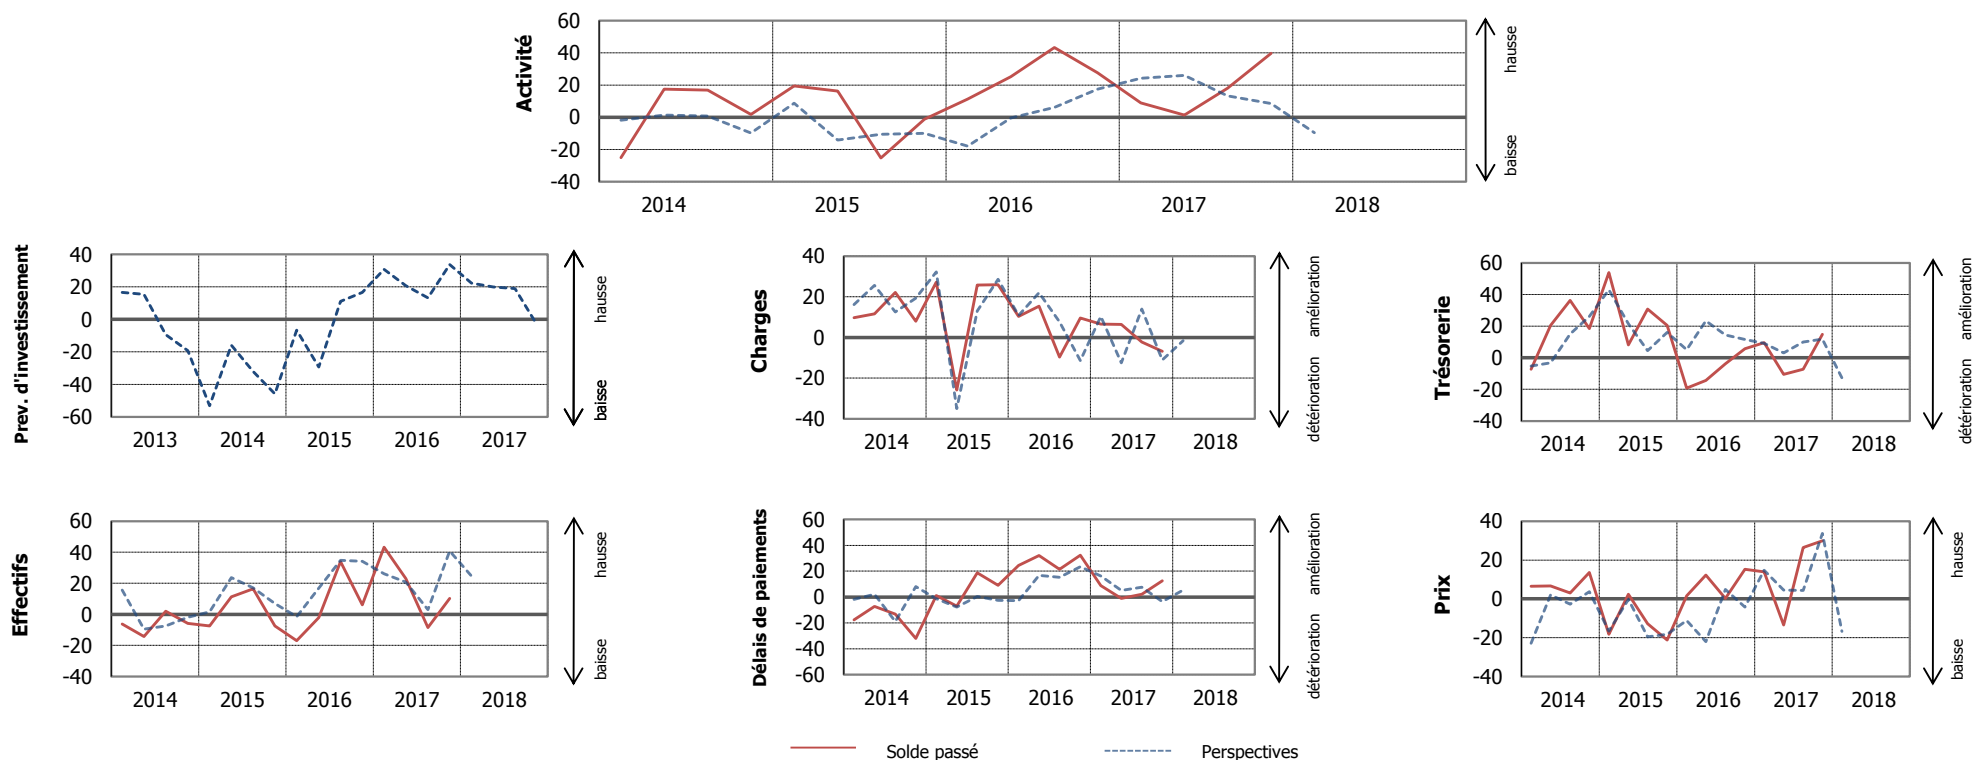 Activité
60
40
20
0
-20
-40
hausse
baisse
2014 2015 2016 2017 2018
Prev. d'investissement
40
20
0
-20
-40
-60
hausse
baisse
2013 2014 2015 2016 2017
Charges
40
20
0
-20
-40
amélioration
détérioration
2014 2015 2016 2017 2018
Trésorerie
60
40
20
0
-20
-40
amélioration
détérioration
2014 2015 2016 2017 2018
Effectifs
60
40
20
0
-20
-40
hausse
baisse
2014 2015 2016 2017 2018
Délais de paiements
60
40
20
0
-20
-40
-60
amélioration
détérioration
2014 2015 2016 2017 2018
Prix
40
20
0
-20
-40
hausse
baisse
2014 2015 2016 2017 2018
Solde passé Perspectives